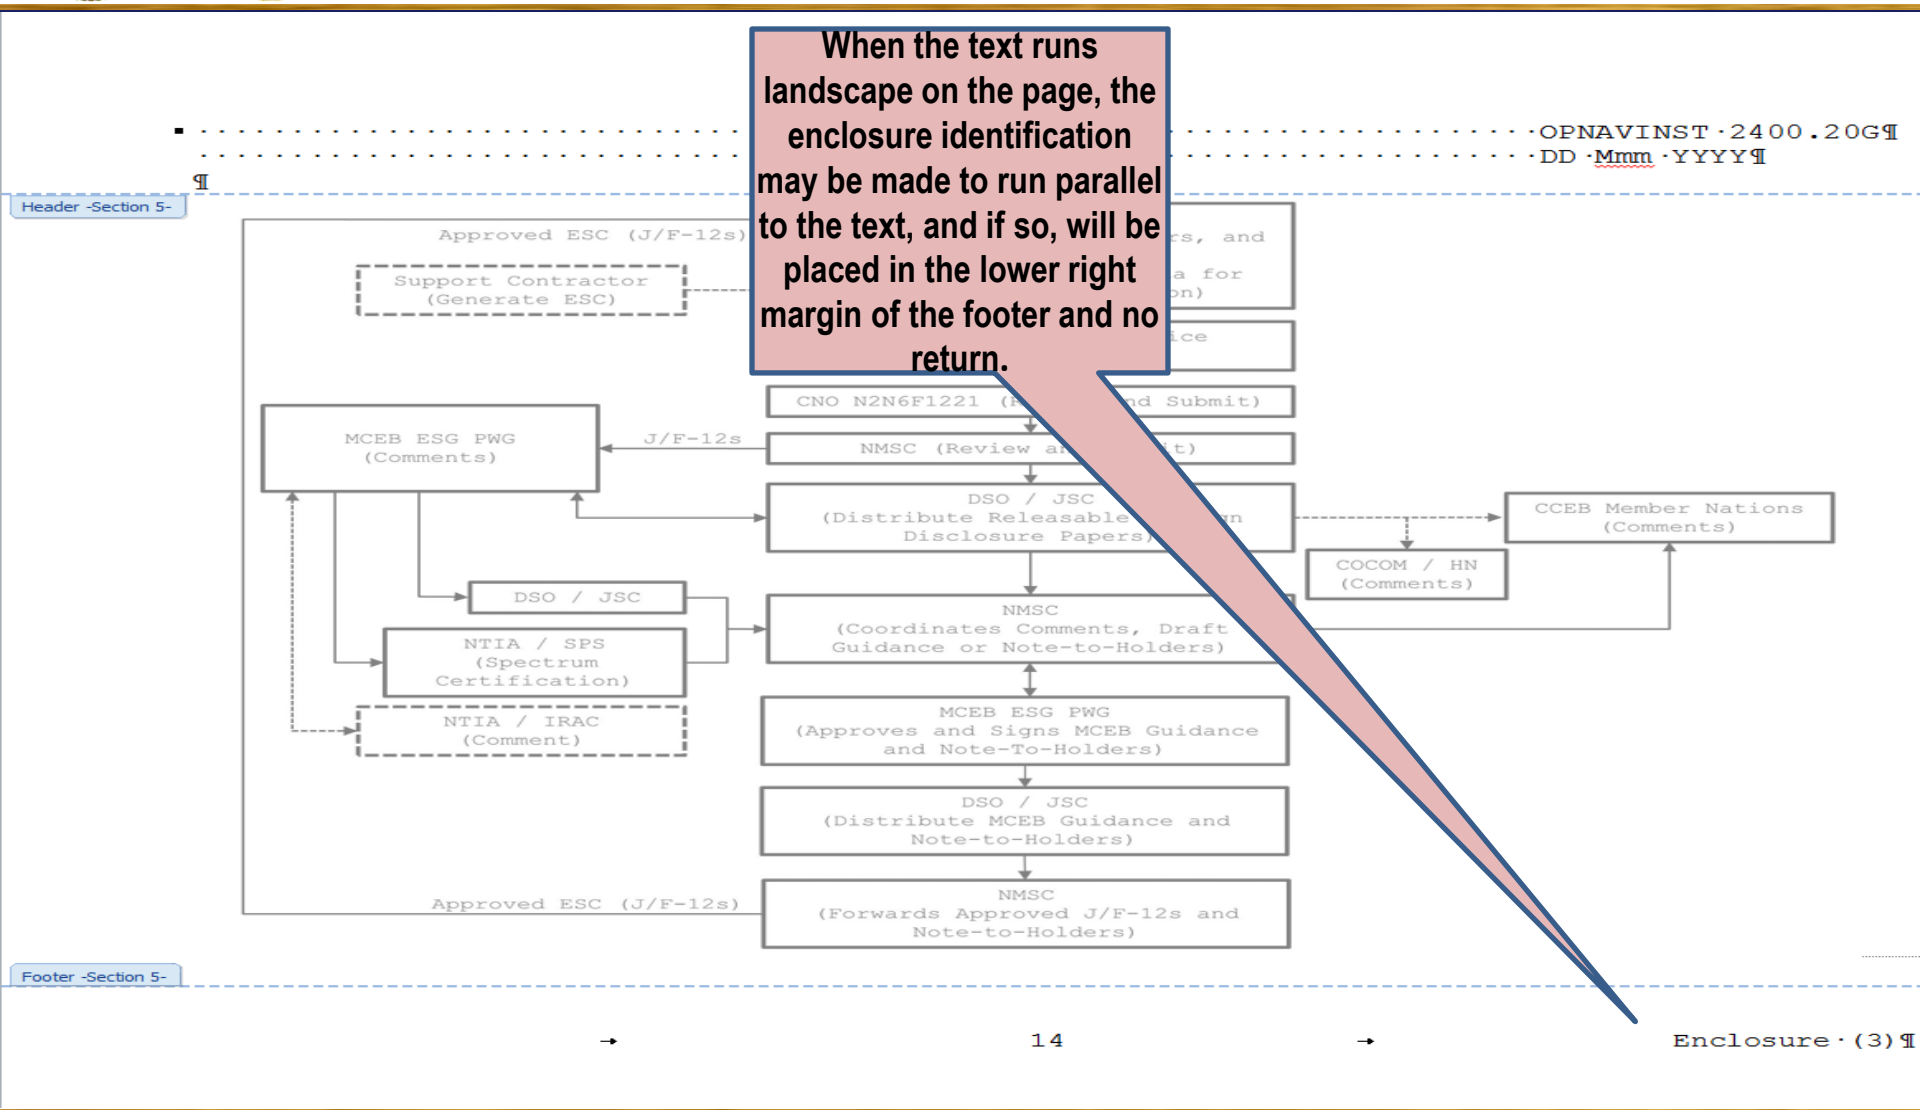 When the text runs
landscape on the page, the
enclosure identification
may be made to run parallel
to the text, and if so, will be
placed in the lower right
margin of the footer and no
return.
OPNAVINST·2400.20G¶
DD·Mmm·YYYY¶
¶
Header -Section 5-
Approved ESC (J/F-12s)
and
Support Contractor
(Generate ESC)
a for
CNO N2N6F1221 nd Submit)
MCEB ESG PWG
(Comments)
J/F-12s
NMSC (Review
DSO / JSC
(Distribute Releasable
Disclosure Papers)
CCEB Member Nations
(Comments)
COCOM / HN
(Comments)
DSO / JSC
NMSC
(Coordinates Comments, Draft
Guidance or Note-to-Holders)
NTIA / SPS
(Spectrum
Certification)
NTIA / IRAC
(Comment)
MCEB ESG PWG
(Approves and Signs MCEB Guidance
and Note-To-Holders)
DSO / JSC
(Distribute MCEB Guidance and
Note-to-Holders)
Approved ESC (J/F-12s)
NMSC
(Forwards Approved J/F-12s and
Note-to-Holders)
Footer -Section 5-
→ 14 → Enclosure·(3)¶